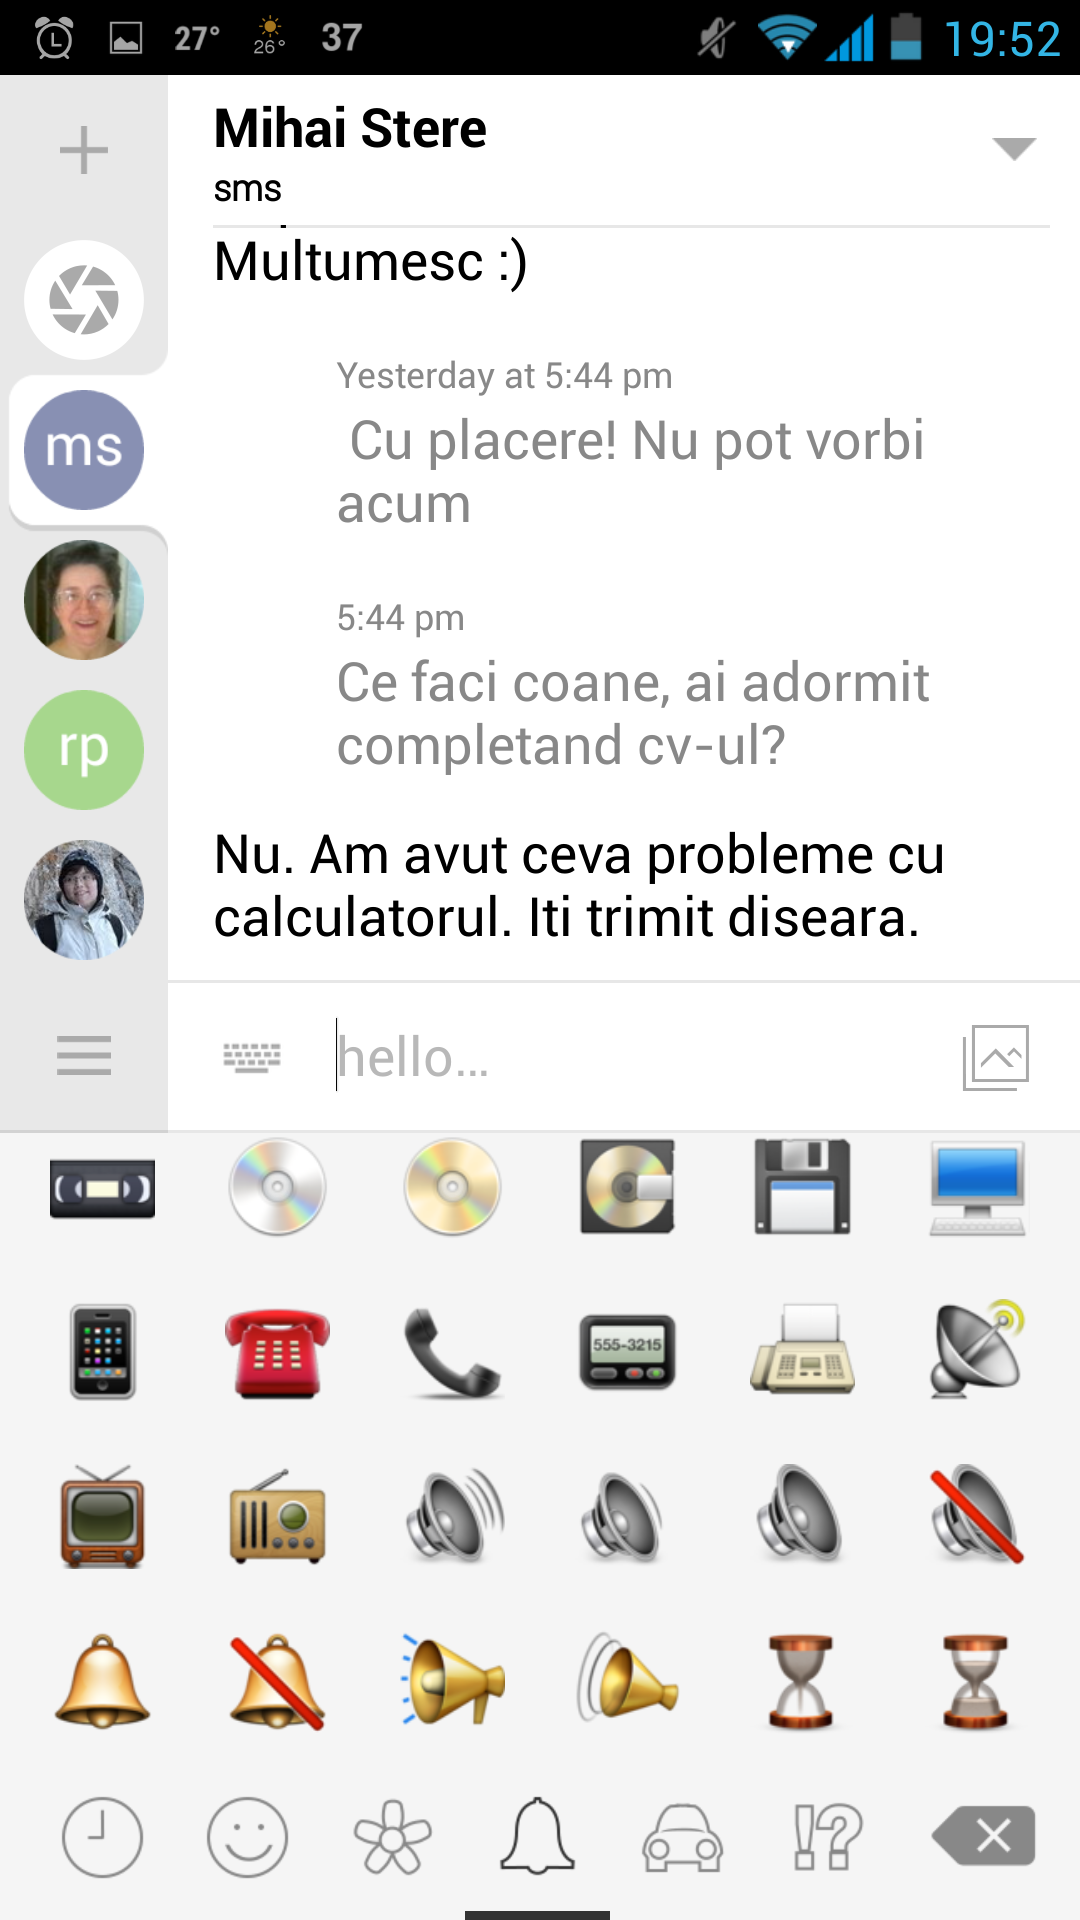 27° 26° 37 19:52
Mihai Stere
sms
Multumesc :)
Yesterday at 5:44 pm
Cu placere! Nu pot vorbi
acum
5:44 pm
Ce faci coane, ai adormit
completand cv-ul?
Nu. Am avut ceva probleme cu
calculatorul. Iti trimit diseara.
hello...
ms
rp
555-3215
!?